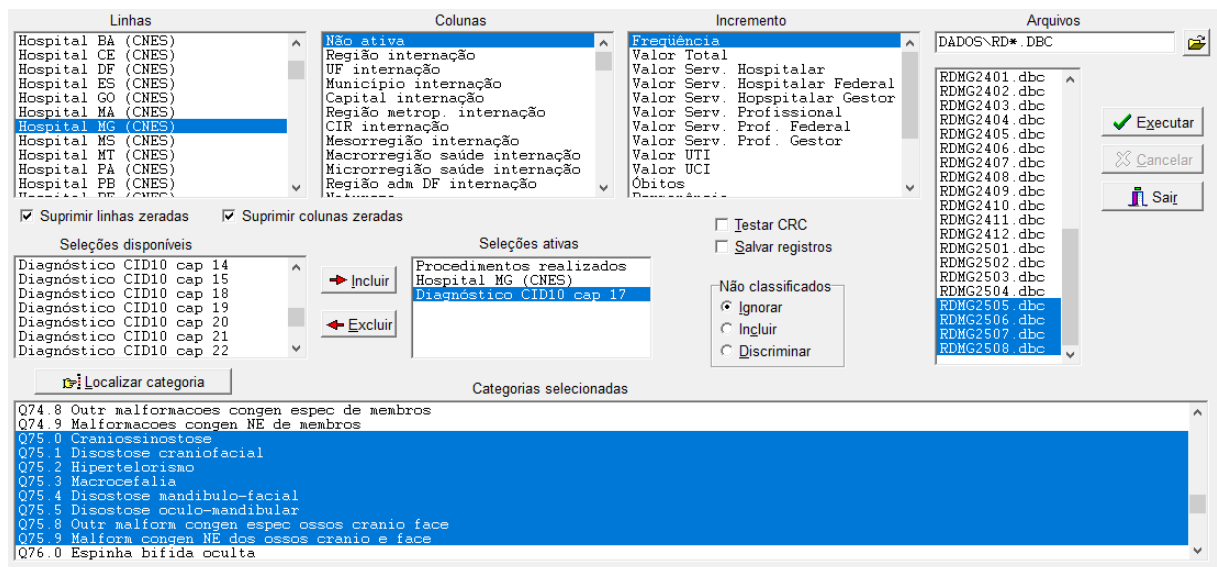 Linhas
Hospital BA (CNES)
Hospital CE (CNES)
Hospital DF (CNES)
Hospital ES (CNES)
Hospital GO (CNES)
Hospital MA (CNES)
Hospital MG (CNES)
Hospital MS (CNES)
Hospital MT (CNES)
Hospital PA (CNES)
Hospital PB (CNES)
Colunas
Não ativa
Região internação
UF internação
Município internação
Capital internação
Região metrop. internação
CIR internação
Mesorregião internação
Macrorregião saúde internação
Microrregião saúde internação
Região adm DF internação
Incremento
Freqüência
Valor Total
Valor Serv. Hospitalar
Valor Serv. Hospitalar Federal
Valor Serv. Hopspitalar Gestor
Valor Serv. Profissional
Valor Serv. Prof. Federal
Valor Serv. Prof. Gestor
Valor UTI
Valor UCI
Óbitos
Arquivos
DADOS\RD*.DBC
RDMG2401.dbc
RDMG2402.dbc
RDMG2403.dbc
RDMG2404.dbc
RDMG2405.dbc
RDMG2406.dbc
RDMG2407.dbc
RDMG2408.dbc
RDMG2409.dbc
RDMG2410.dbc
RDMG2411.dbc
RDMG2412.dbc
RDMG2501.dbc
RDMG2502.dbc
RDMG2503.dbc
RDMG2504.dbc
RDMG2505.dbc
RDMG2506.dbc
RDMG2507.dbc
RDMG2508.dbc
Executar
Cancelar
Sair
Suprimir linhas zeradas
Suprimir colunas zeradas
Testar CRC
Salvar registros
Seleções disponíveis
Diagnóstico CID10 cap 14
Diagnóstico CID10 cap 15
Diagnóstico CID10 cap 18
Diagnóstico CID10 cap 19
Diagnóstico CID10 cap 20
Diagnóstico CID10 cap 21
Diagnóstico CID10 cap 22
Incluir
Excluir
Seleções ativas
Procedimentos realizados
Hospital MG (CNES)
Diagnóstico CID10 cap 17
Não classificados
Ignorar
Incluir
Discriminar
Localizar categoria
Categorias selecionadas
Q74.8 Outr malformacoes congen espec de membros
Q74.9 Malformacoes congen NE de membros
Q75.0 Craniossinostose
Q75.1 Disostose craniofacial
Q75.2 Hipertelorismo
Q75.3 Macrocefalia
Q75.4 Disostose mandibulo-facial
Q75.5 Disostose oculo-mandibular
Q75.8 Outr malform congen espec ossos cranio face
Q75.9 Malform congen NE dos ossos cranio e face
Q76.0 Espinha bifida oculta